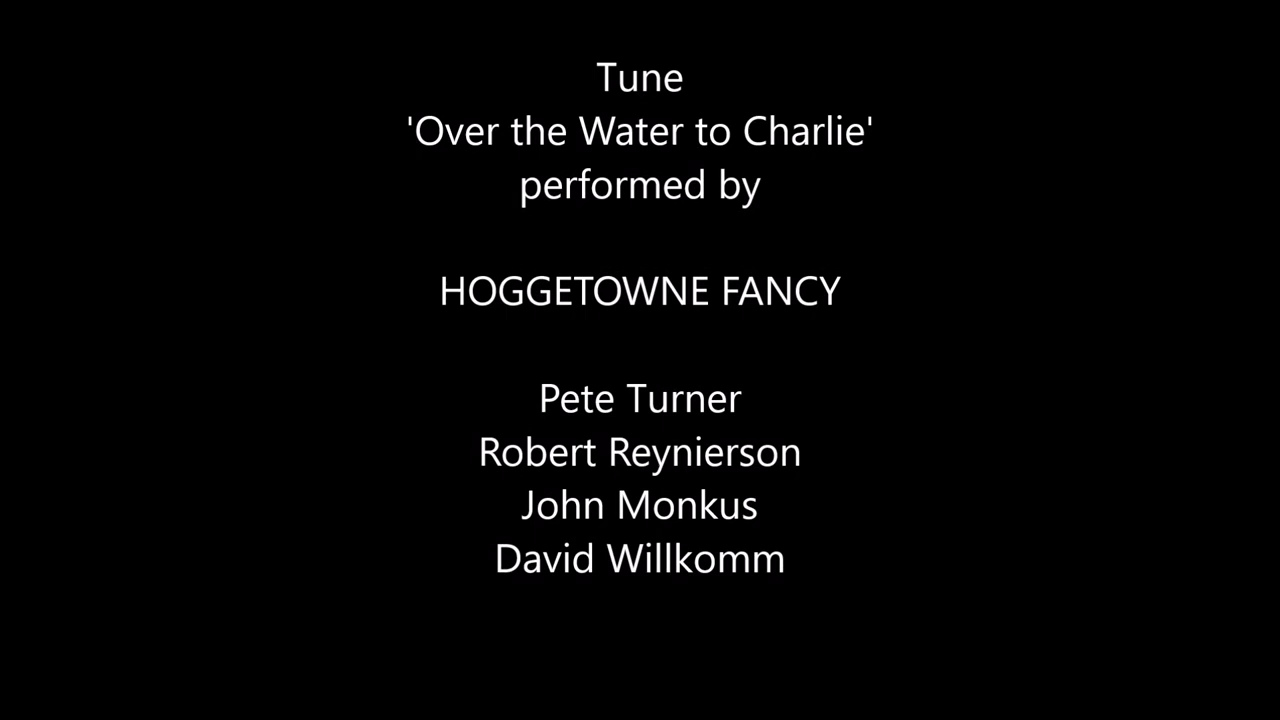 Tune
'Over the Water to Charlie'
performed by
HOGGETOWNE FANCY
Pete Turner
Robert Reynierson
John Monkus
David Willkomm